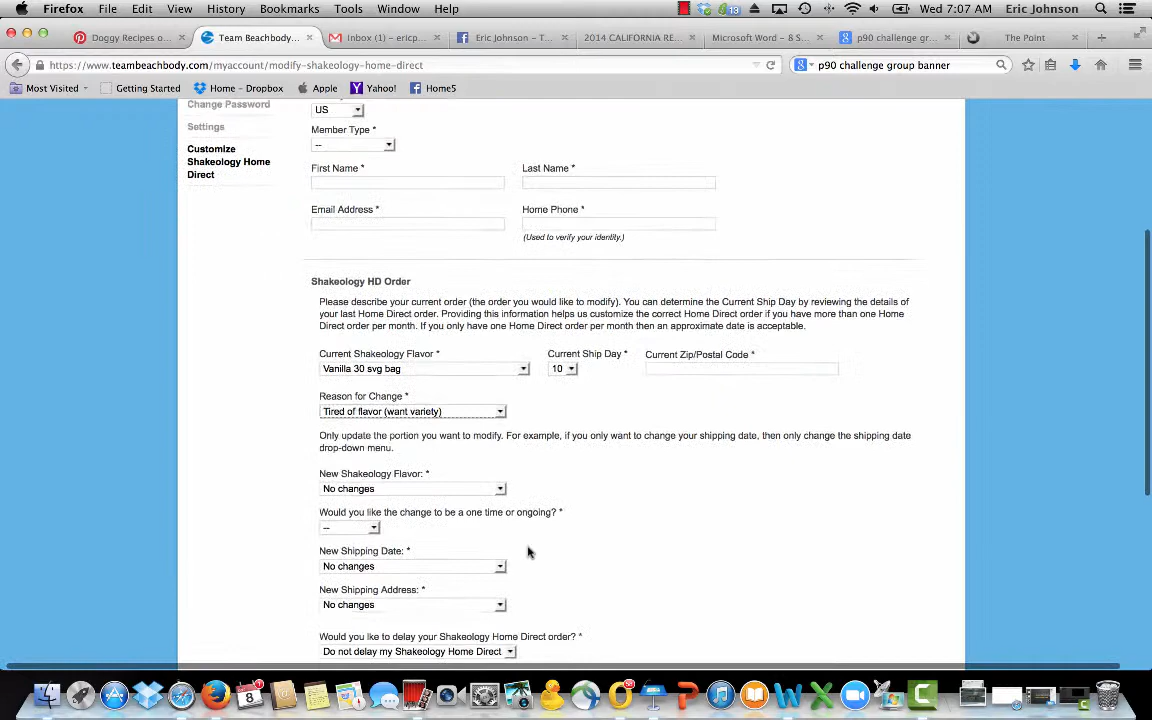 Firefox File Edit View History Bookmarks Tools Window Help 13 Wed 7:07 AM Eric Johnson
Doggy Recipes o... Team Beachbody... Inbox (1) – ericp... Eric Johnson – T... 2014 CALIFORNIA RE... Microsoft Word – 8 S... p90 challenge gr... The Point
https://www.teambeachbody.com/myaccount/modify-shakeology-home-direct p90 challenge group banner
Most Visited Getting Started Home - Dropbox Apple Yahoo! Home5
Change Password
US
Settings
Member Type *
--
Customize
Shakeology Home
Direct
First Name * Last Name *
Email Address * Home Phone *
(Used to verify your identity.)
Shakeology HD Order
Please describe your current order (the order you would like to modify). You can determine the Current Ship Day by reviewing the details of
your last Home Direct order. Providing this information helps us customize the correct Home Direct order if you have more than one Home
Direct order per month. If you only have one Home Direct order per month then an approximate date is acceptable.
Current Shakeology Flavor * Current Ship Day * Current Zip/Postal Code *
Vanilla 30 svg bag 10
Reason for Change *
Tired of flavor (want variety)
Only update the portion you want to modify. For example, if you only want to change your shipping date, then only change the shipping date
drop-down menu.
New Shakeology Flavor: *
No changes
Would you like the change to be a one time or ongoing? *
--
New Shipping Date: *
No changes
New Shipping Address: *
No changes
Would you like to delay your Shakeology Home Direct order? *
Do not delay my Shakeology Home Direct
8